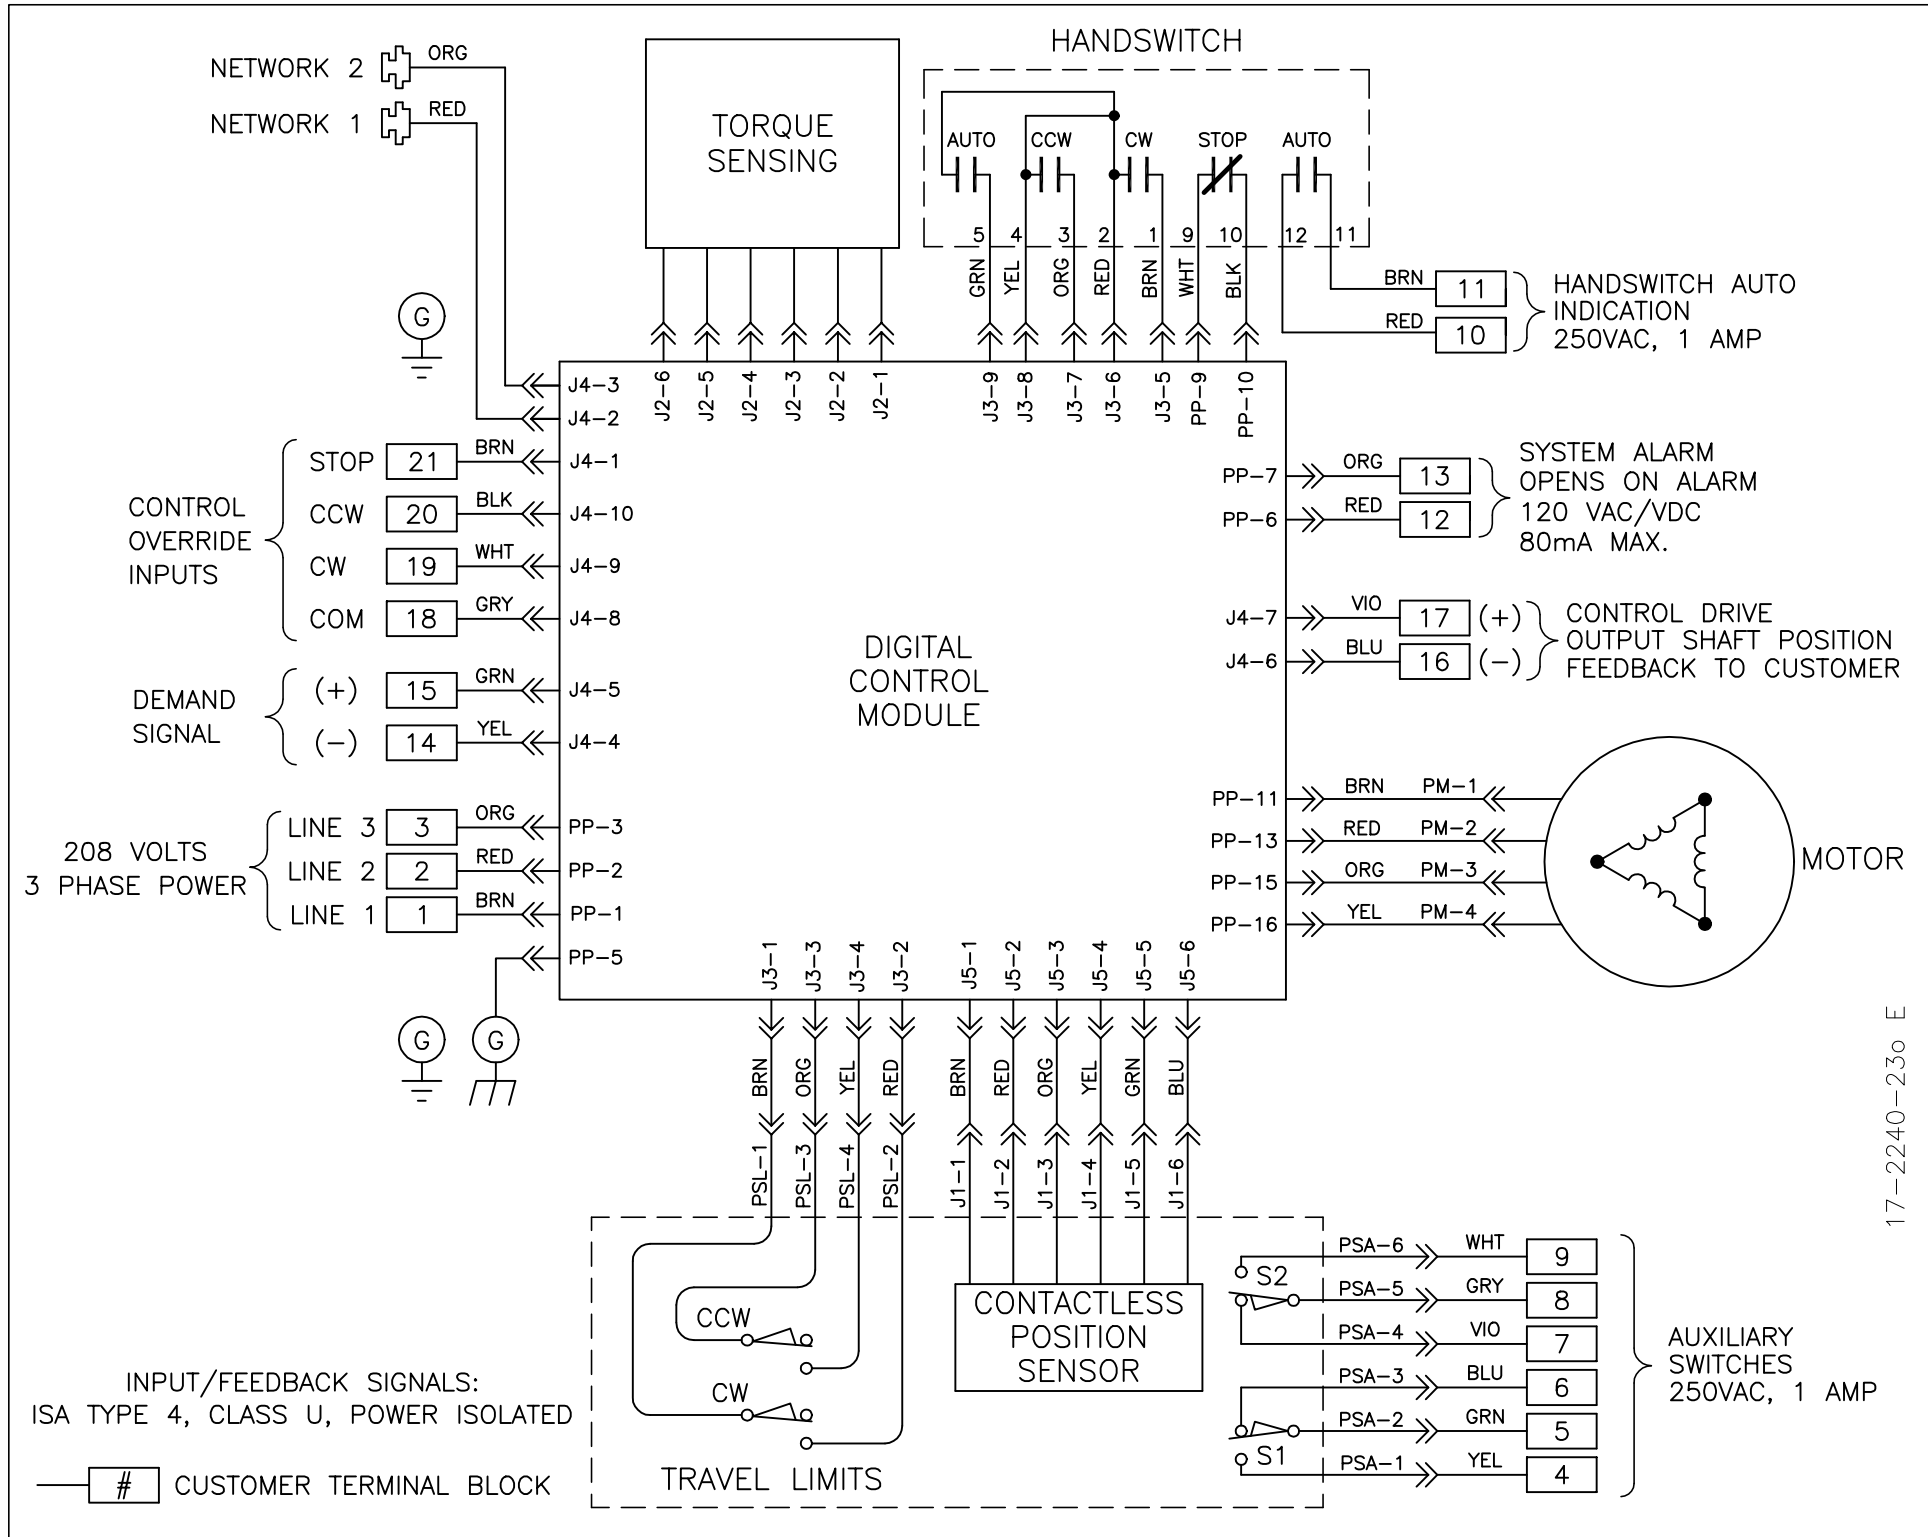 NETWORK 2
ORG
NETWORK 1
RED
TORQUE
SENSING
HANDSWITCH
AUTO
CCW
CW
STOP
AUTO
5
4
3
2
1
9
10
12
11
GRN
YEL
ORG
RED
BRN
WHT
BLK
BRN
11
RED
10
HANDSWITCH AUTO
INDICATION
250VAC, 1 AMP
G
J4-3
J4-2
J2-6
J2-5
J2-4
J2-3
J2-2
J2-1
J3-9
J3-8
J3-7
J3-6
J3-5
PP-9
PP-10
CONTROL
OVERRIDE
INPUTS
STOP
21
BRN
J4-1
CCW
20
BLK
J4-10
CW
19
WHT
J4-9
COM
18
GRY
J4-8
DEMAND
SIGNAL
(+)
15
GRN
J4-5
(-)
14
YEL
J4-4
208 VOLTS
3 PHASE POWER
LINE 3
3
ORG
PP-3
LINE 2
2
RED
PP-2
LINE 1
1
BRN
PP-1
PP-5
G
G
DIGITAL
CONTROL
MODULE
PP-7
ORG
13
PP-6
RED
12
SYSTEM ALARM
OPENS ON ALARM
120 VAC/VDC
80mA MAX.
J4-7
VIO
17
(+)
J4-6
BLU
16
(-)
CONTROL DRIVE
OUTPUT SHAFT POSITION
FEEDBACK TO CUSTOMER
PP-11
BRN
PM-1
PP-13
RED
PM-2
PP-15
ORG
PM-3
PP-16
YEL
PM-4
MOTOR
J3-1
J3-3
J3-4
J3-2
J5-1
J5-2
J5-3
J5-4
J5-5
J5-6
BRN
ORG
YEL
RED
BRN
RED
ORG
YEL
GRN
BLU
PSL-1
PSL-3
PSL-4
PSL-2
J1-1
J1-2
J1-3
J1-4
J1-5
J1-6
CCW
CW
TRAVEL LIMITS
CONTACTLESS
POSITION
SENSOR
S2
S1
PSA-6
WHT
9
PSA-5
GRY
8
PSA-4
VIO
7
PSA-3
BLU
6
PSA-2
GRN
5
PSA-1
YEL
4
AUXILIARY
SWITCHES
250VAC, 1 AMP
INPUT/FEEDBACK SIGNALS:
ISA TYPE 4, CLASS U, POWER ISOLATED
# CUSTOMER TERMINAL BLOCK
17-2240-23o E